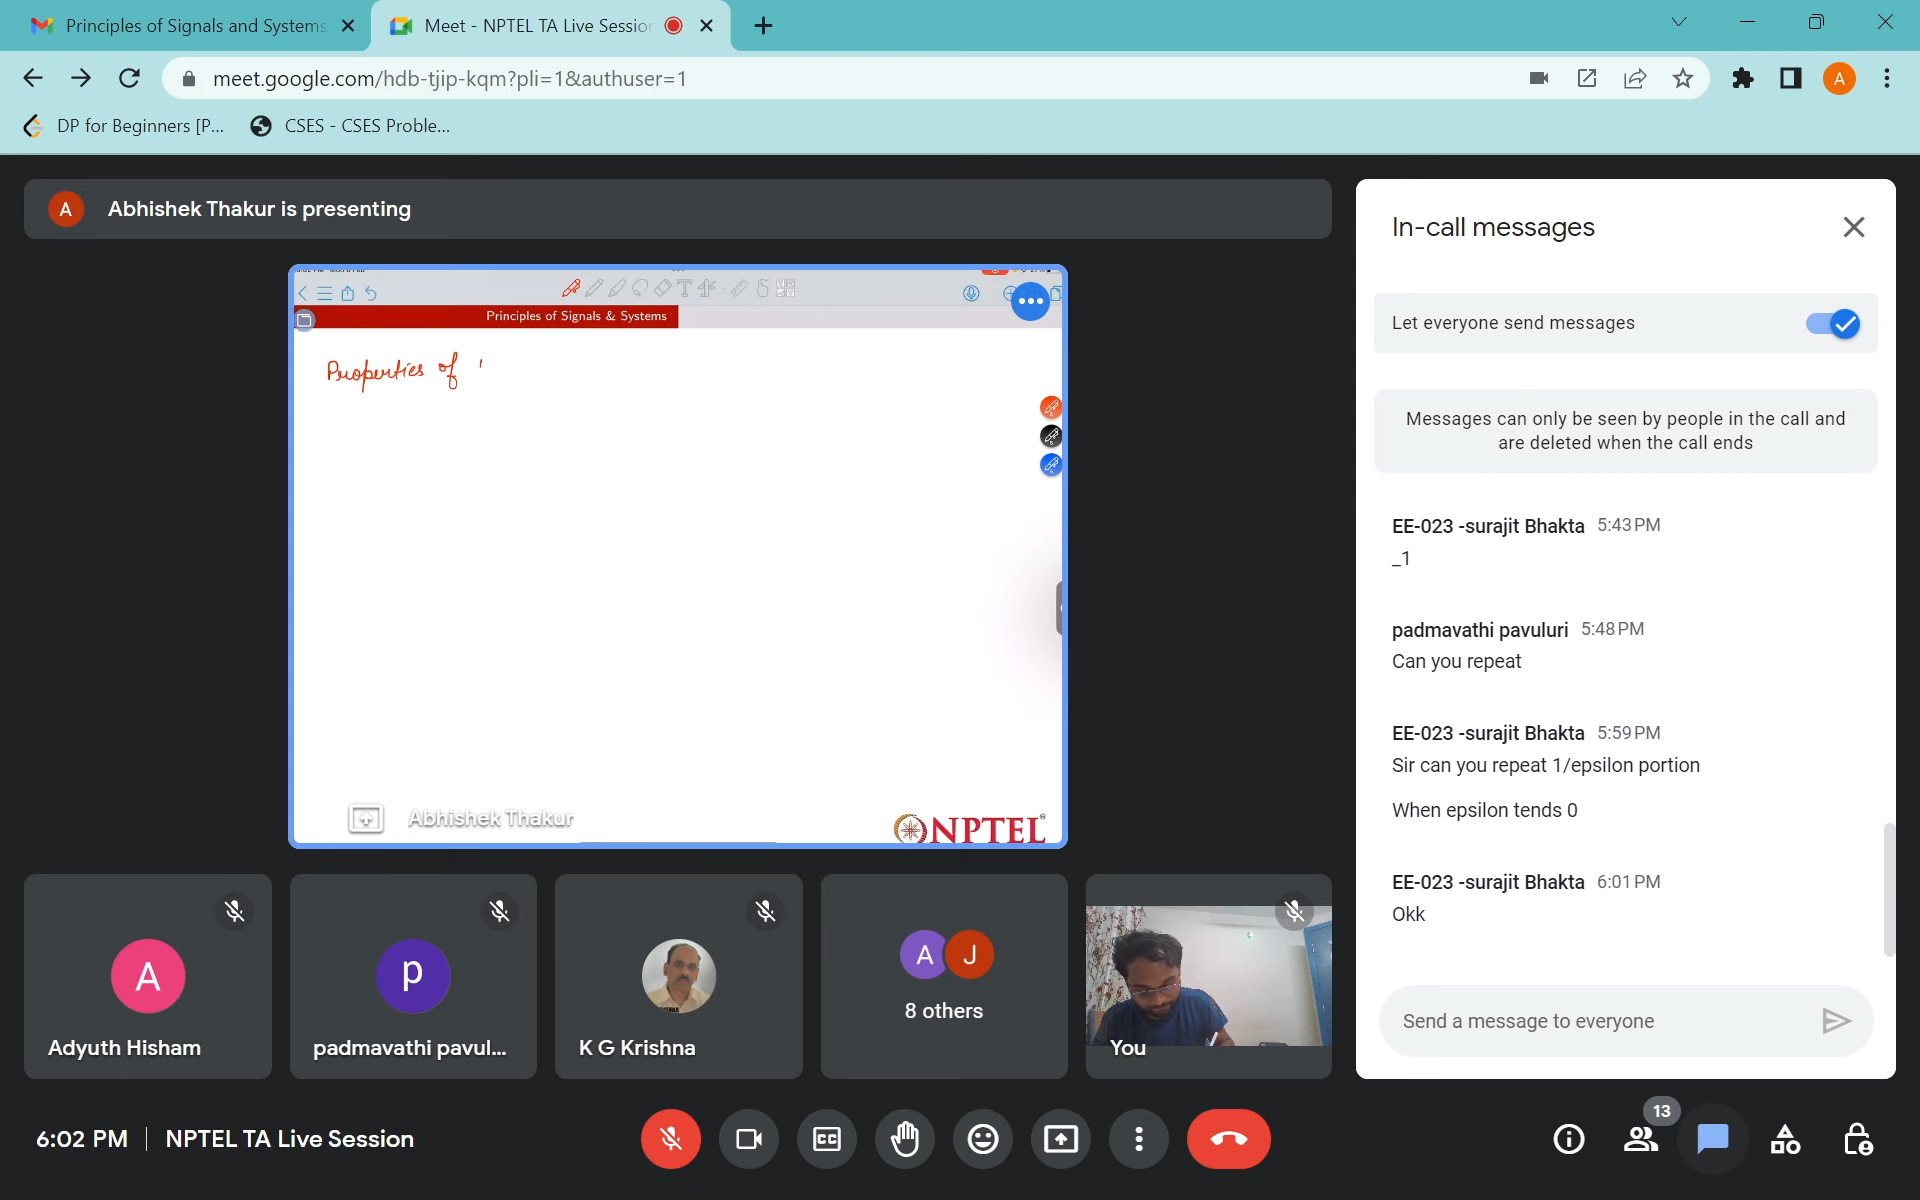 Principles of Signals and Systems
Meet - NPTEL TA Live Session
meet.google.com/hdb-tjip-kqm?pli=1&authuser=1
A
DP for Beginners [P...
CSES - CSES Proble...
A
Abhishek Thakur is presenting
Principles of Signals & Systems
Properties of
Abhishek Thakur
NPTEL
In-call messages
Let everyone send messages
Messages can only be seen by people in the call and
are deleted when the call ends
EE-023 -surajit Bhakta 5:43 PM
_1
padmavathi pavuluri 5:48 PM
Can you repeat
EE-023 -surajit Bhakta 5:59 PM
Sir can you repeat 1/epsilon portion
When epsilon tends 0
EE-023 -surajit Bhakta 6:01 PM
Okk
Send a message to everyone
A
Adyuth Hisham
p
padmavathi pavul...
K G Krishna
A J
8 others
You
6:02 PM | NPTEL TA Live Session
CC
13